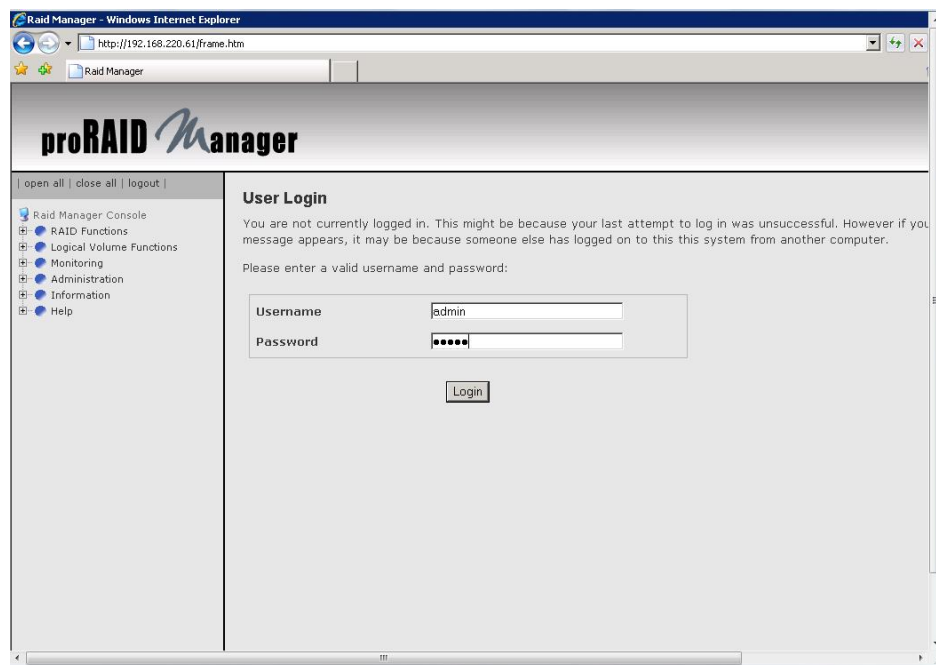 Raid Manager - Windows Internet Explorer
http://192.168.220.61/frame.htm
Raid Manager
proRAID Manager
| open all | close all | logout |
Raid Manager Console
RAID Functions
Logical Volume Functions
Monitoring
Administration
Information
Help
User Login
You are not currently logged in. This might be because your last attempt to log in was unsuccessful. However if you
message appears, it may be because someone else has logged on to this this system from another computer.
Please enter a valid username and password:
Username admin
Password •••••
Login